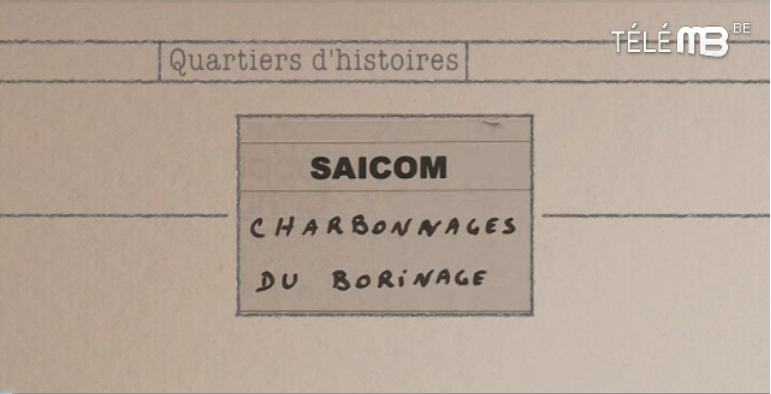 TÉLÉ MB BE
Quartiers d'histoires
SAICOM
CHARBONNAGES
DU BORINAGE